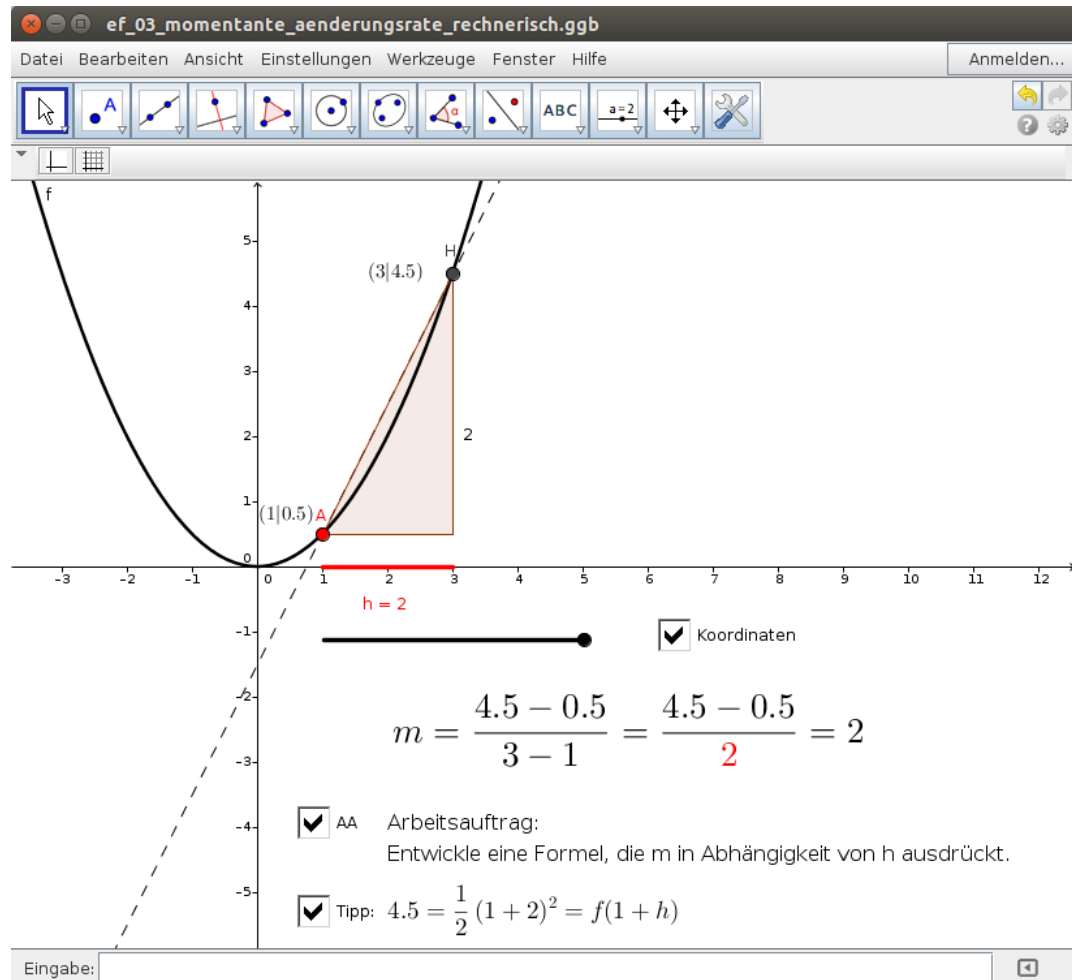 ef_03_momentante_aenderungsrate_rechnerisch.ggb
Datei Bearbeiten Ansicht Einstellungen Werkzeuge Fenster Hilfe Anmelden...
A α ABC a=2
f
H
(3|4.5)
5
4
3
2
1
0
2
(1|0.5) A
-3 -2 -1 0 1 2 3 4 5 6 7 8 9 10 11 12
h = 2
-1
-2
-3
-4
-5
Koordinaten
m = \frac{4.5 − 0.5}{3 − 1} = \frac{4.5 − 0.5}{2} = 2
AA Arbeitsauftrag:
Entwickle eine Formel, die m in Abhängigkeit von h ausdrückt.
Tipp: 4.5 = \frac{1}{2} (1 + 2)^2 = f(1 + h)
Eingabe: